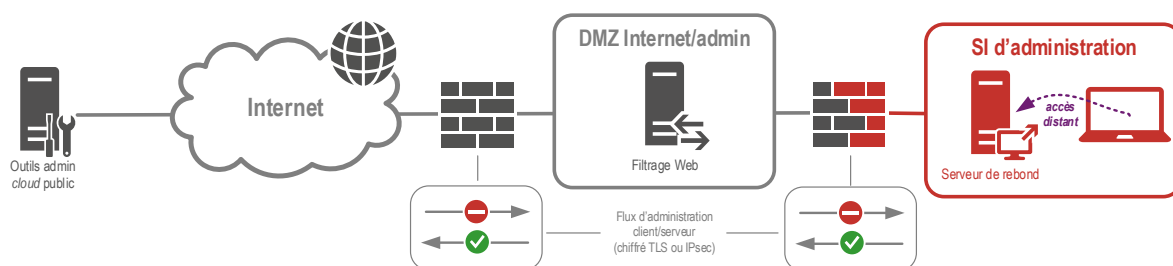 Outils admin
cloud public
Internet
DMZ Internet/admin
Filtrage Web
Flux d'administration
client/serveur
(chiffré TLS ou IPsec)
SI d'administration
accès
distant
Serveur de rebond